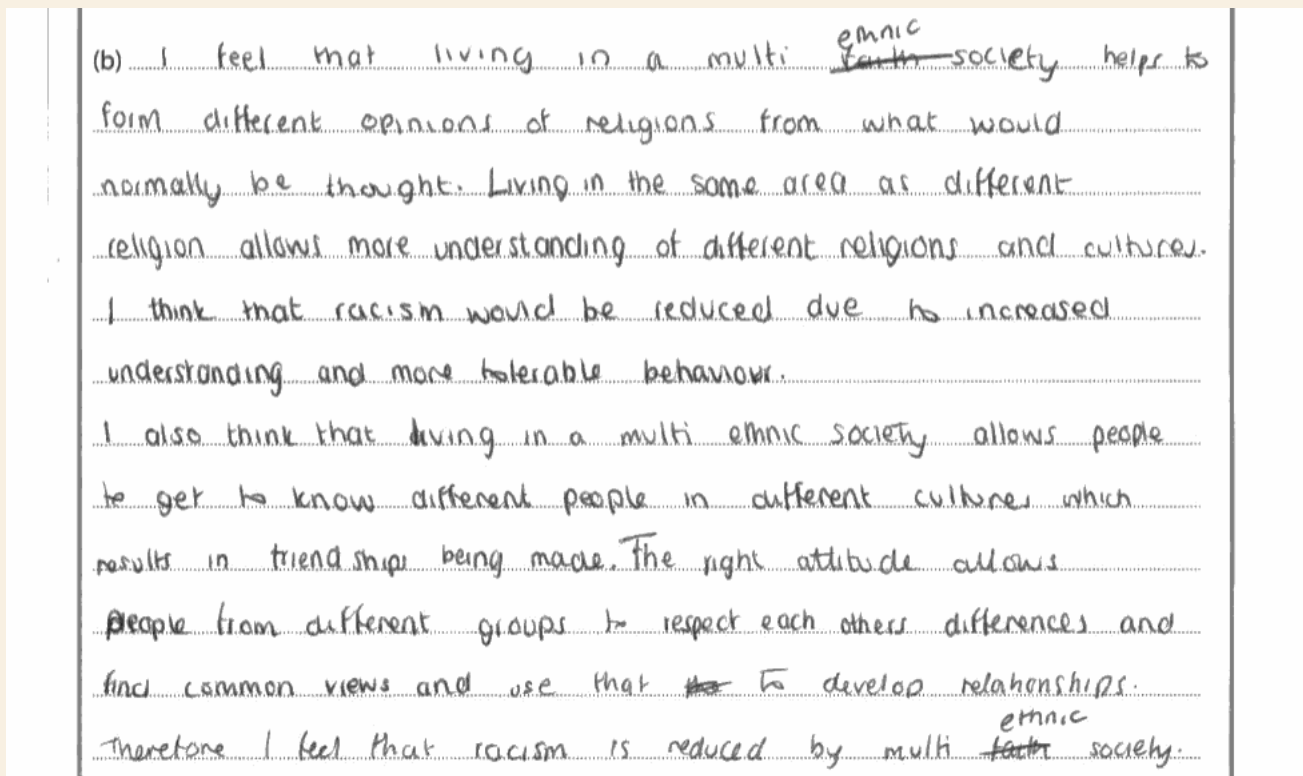 (b) I feel that living in a multi ~~faith~~ ethnic society helps to
form different opinions of religions from what would
normally be thought. Living in the same area as different
religion allows more understanding of different religions and cultures.
I think that racism would be reduced due to increased
understanding and more tolerable behaviour.
I also think that living in a multi ethnic society allows people
to get to know different people in different cultures which
results in friend ships being made. The right attitude allows
people from different groups to respect each others differences and
find common views and use that to develop relationships.
Therefore I feel that racism is reduced by multi ~~faith~~ ethnic society.